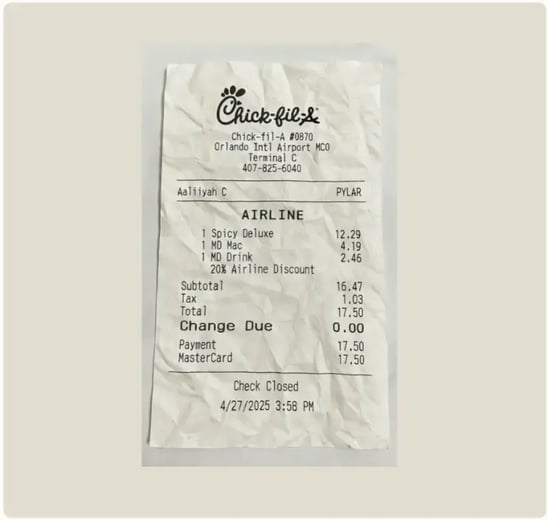 Chick-fil-A
Chick-fil-A #0870
Orlando Intl Airport MCO
Terminal C
407-825-6040
Aaliiyah C PYLAR
AIRLINE
1 Spicy Deluxe 12.29
1 MD Mac 4.19
1 MD Drink 2.46
20% Airline Discount
Subtotal 16.47
Tax 1.03
Total 17.50
Change Due 0.00
Payment 17.50
MasterCard 17.50
Check Closed
4/27/2025 3:58 PM